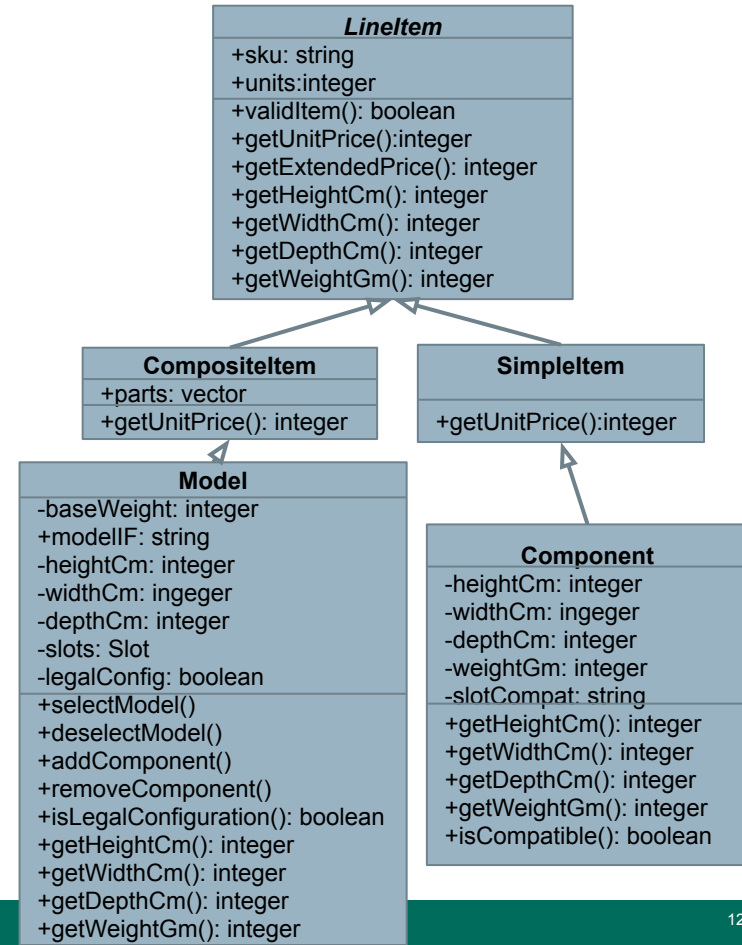 LineItem
+sku: string
+units:integer
+validItem(): boolean
+getUnitPrice():integer
+getExtendedPrice(): integer
+getHeightCm(): integer
+getWidthCm(): integer
+getDepthCm(): integer
+getWeightGm(): integer
CompositeItem
+parts: vector
+getUnitPrice(): integer
SimpleItem
+getUnitPrice():integer
Model
-baseWeight: integer
+modelIF: string
-heightCm: integer
-widthCm: ingeger
-depthCm: integer
-slots: Slot
-legalConfig: boolean
+selectModel()
+deselectModel()
+addComponent()
+removeComponent()
+isLegalConfiguration(): boolean
+getHeightCm(): integer
+getWidthCm(): integer
+getDepthCm(): integer
+getWeightGm(): integer
Component
-heightCm: integer
-widthCm: ingeger
-depthCm: integer
-weightGm: integer
-slotCompat: string
+getHeightCm(): integer
+getWidthCm(): integer
+getDepthCm(): integer
+getWeightGm(): integer
+isCompatible(): boolean
12